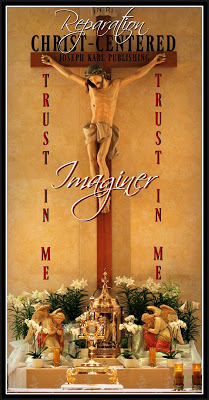 Reparation
CHRIST-CENTERED
JOSEPH KARL PUBLISHING
TRUST IN ME
TRUST IN ME
Imaginer